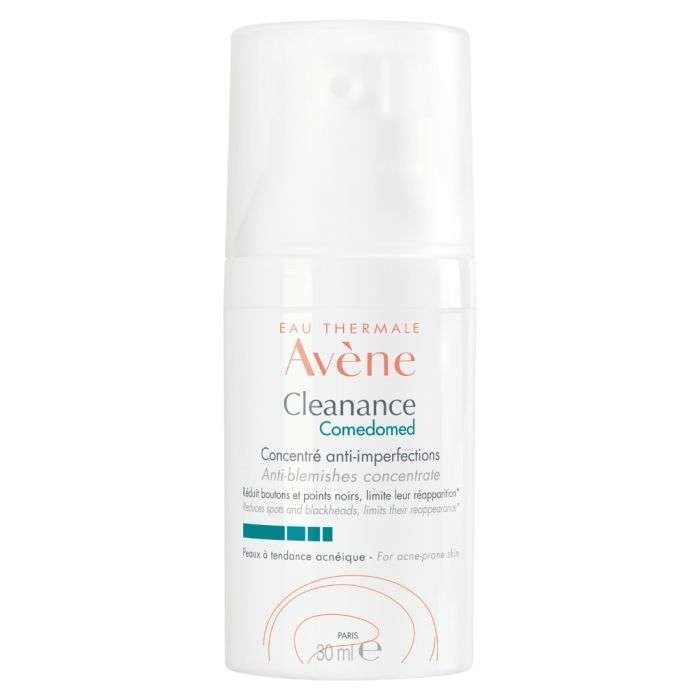 EAU THERMALE
Avène
Cleanance
Comedomed
Concentré anti-imperfections
Anti-blemishes concentrate
Réduit boutons et points noirs, limite leur réapparition*
Reduces spots and blackheads, limits their reappearance*
Peaux à tendance acnéique - For acne-prone skin
PARIS
30 ml e